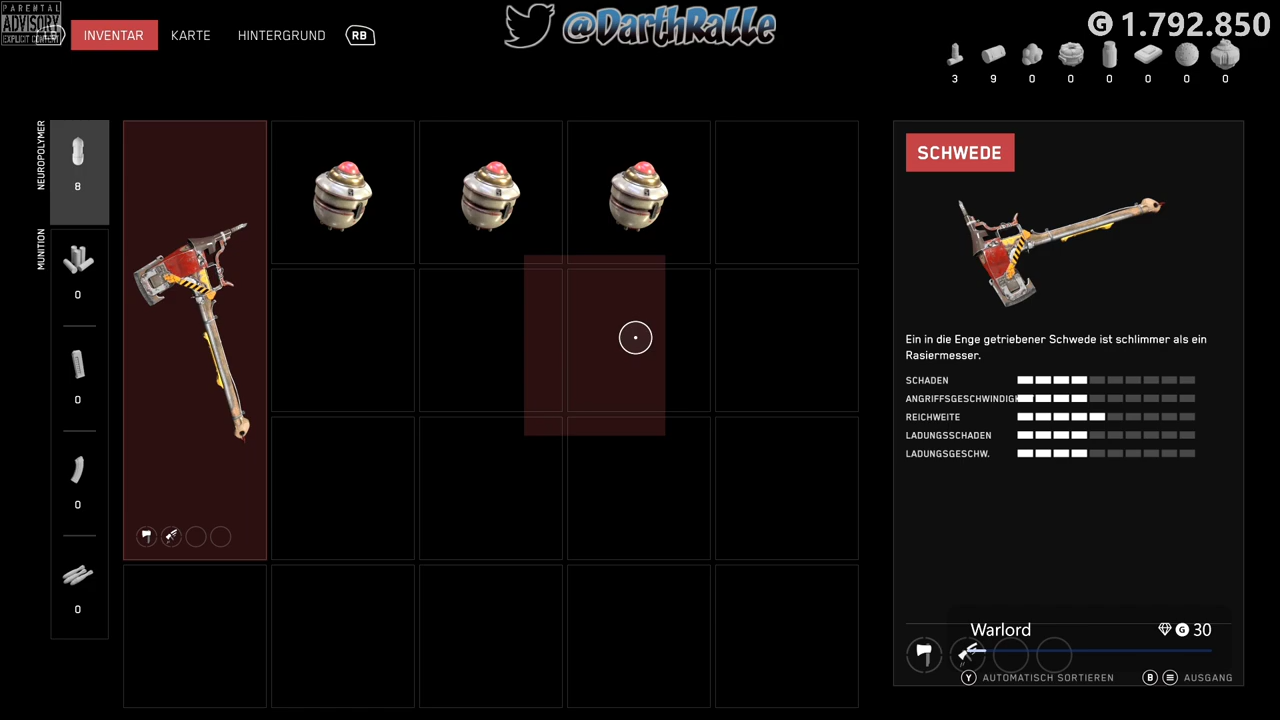 PARENTAL
ADVISORY
EXPLICIT CONTENT
INVENTAR
KARTE
HINTERGRUND
RB
@DarthRalle
G 1.792.850
3
9
0
0
0
0
0
0
NEUROPOLYMER
8
MUNITION
0
0
0
0
SCHWEDE
Ein in die Enge getriebener Schwede ist schlimmer als ein
Rasiermesser.
SCHADEN
ANGRIFFSGESCHWINDIGK
REICHWEITE
LADUNGSSCHADEN
LADUNGSGESCHW.
Warlord
G 30
Y AUTOMATISCH SORTIEREN
B AUSGANG